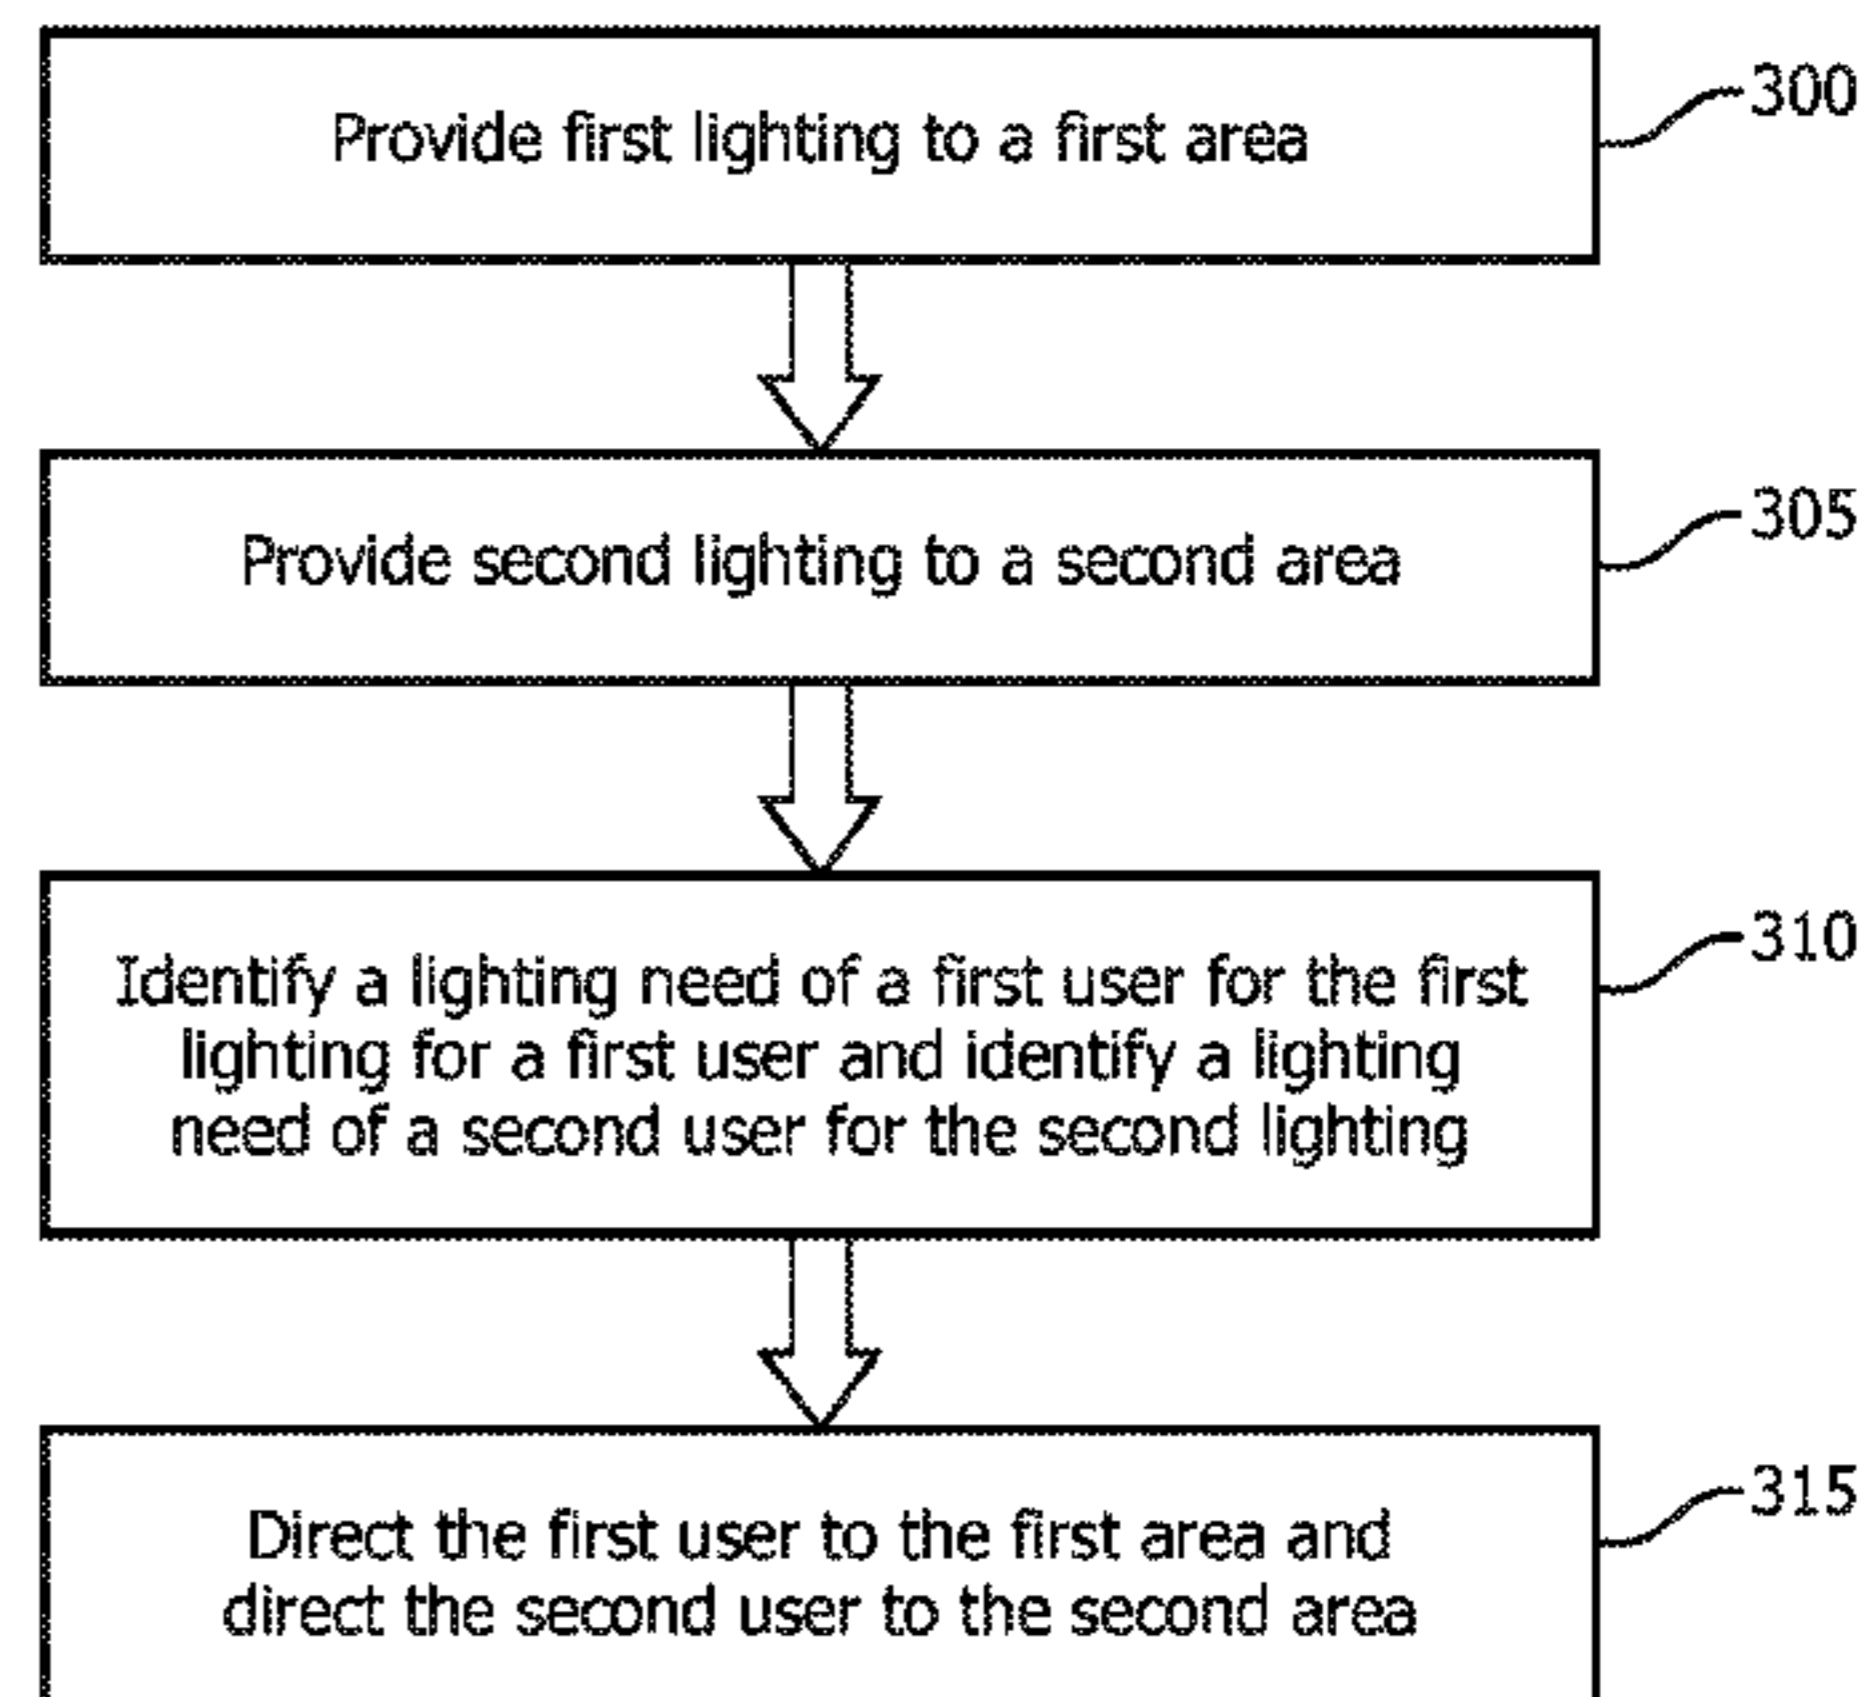 Provide first lighting to a first area
300
Provide second lighting to a second area
305
Identify a lighting need of a first user for the first
lighting for a first user and identify a lighting
need of a second user for the second lighting
310
Direct the first user to the first area and
direct the second user to the second area
315